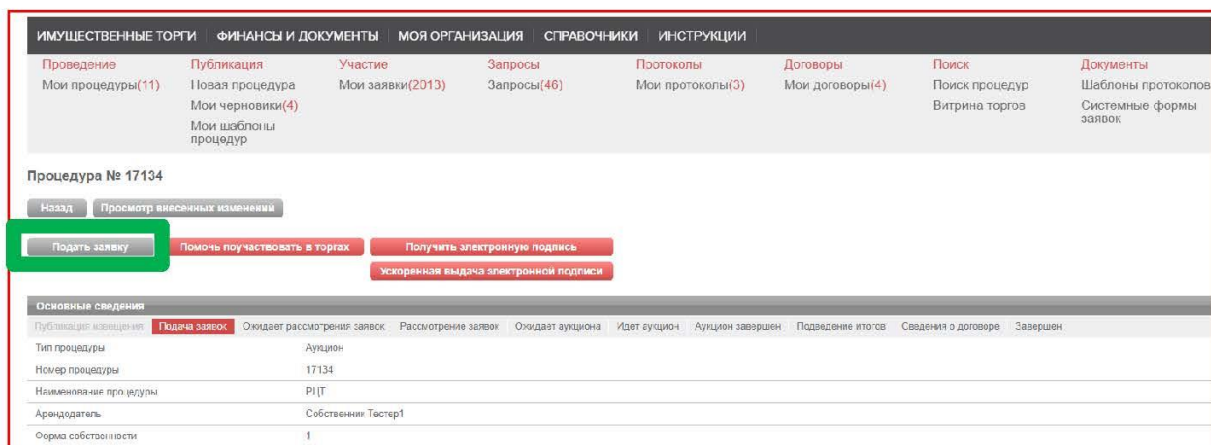 ИМУЩЕСТВЕННЫЕ ТОРГИ ФИНАНСЫ И ДОКУМЕНТЫ МОЯ ОРГАНИЗАЦИЯ СПРАВОЧНИКИ ИНСТРУКЦИИ
Проведение Публикация Участие Запросы Протоколы Договоры Поиск Документы
Мои процедуры(11) Новая процедура Мои заявки(2013) Запросы(46) Мои протоколы(3) Мои договоры(4) Поиск процедур Шаблоны протоколов
Мои черновики(4) Витрина торгов Системные формы
заявок
Мои шаблоны
процедур
Процедура № 17134
Назад Просмотр внесенных изменений
Подать заявку Помочь поучаствовать в торгах Получить электронную подпись
Ускоренная выдача электронной подписи
Основные сведения
Публикация извещения Подача заявок Ожидает рассмотрения заявок Рассмотрение заявок Ожидает аукциона Идет аукцион Аукцион завершен Подведение итогов Сведения о договоре Завершен
Тип процедуры Аукцион
Номер процедуры 17134
Наименование процедуры
Арендодатель Собственник Тестер1
Форма собственности 1